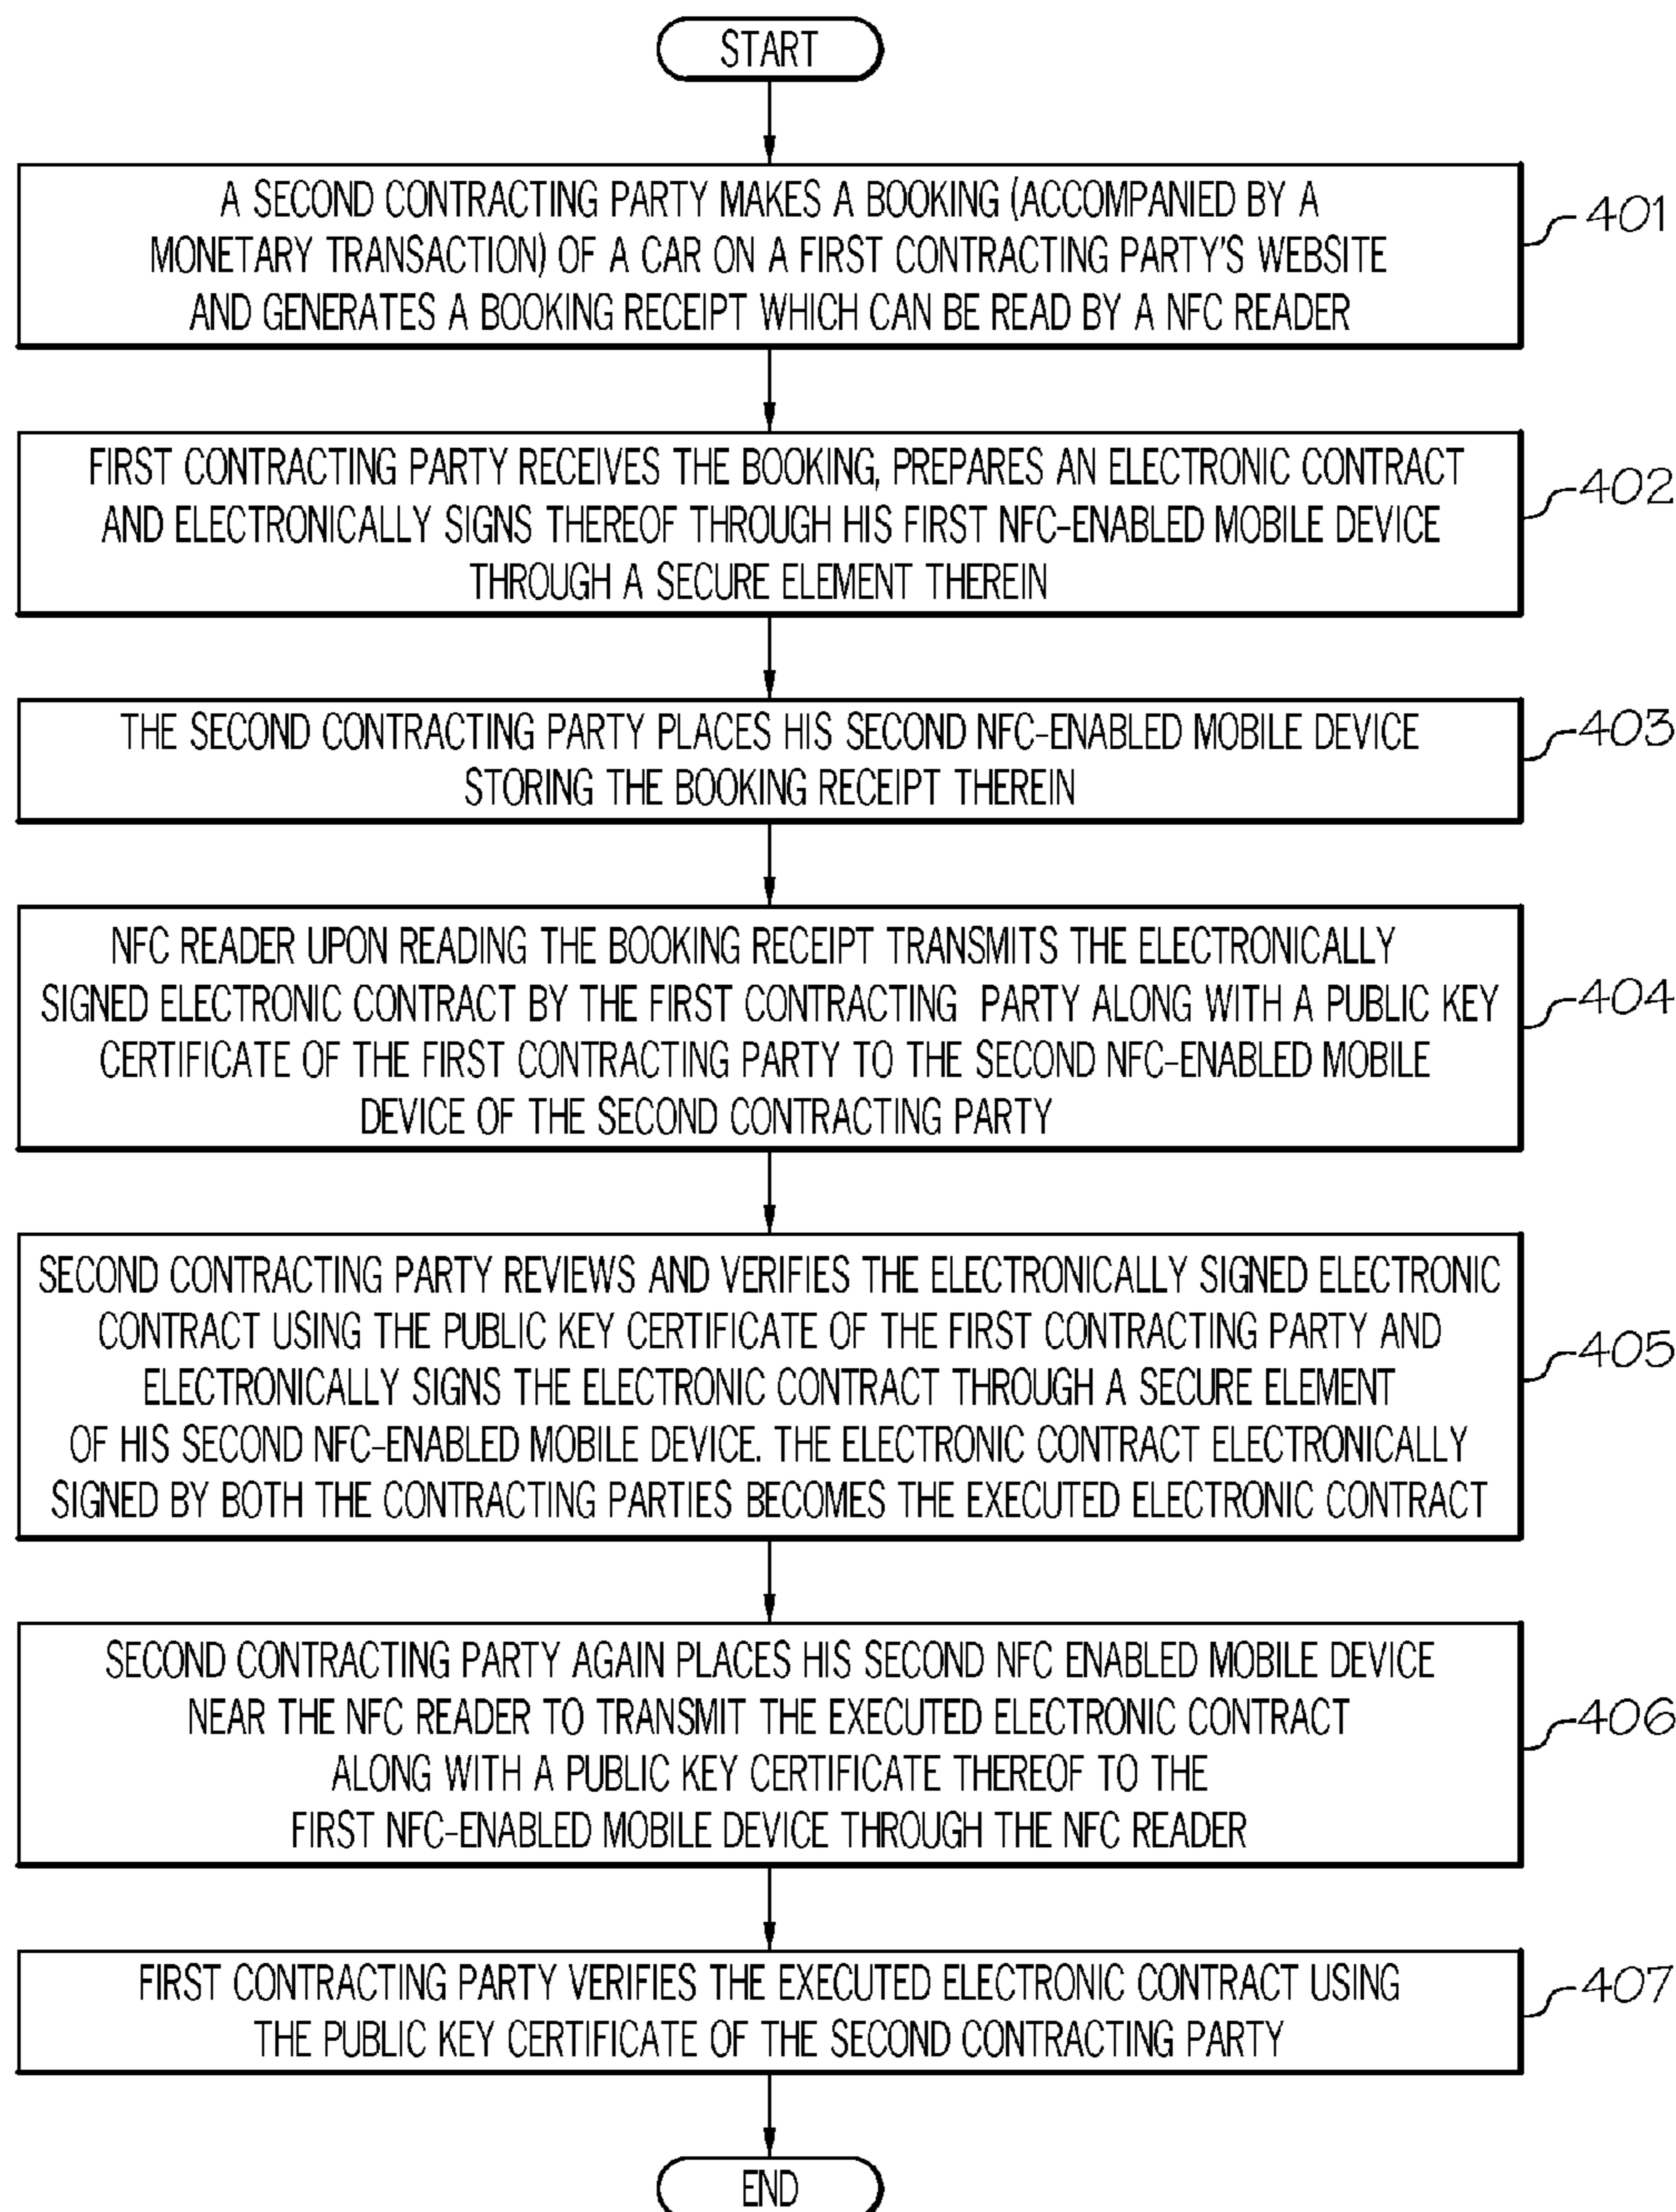 START
A SECOND CONTRACTING PARTY MAKES A BOOKING (ACCOMPANIED BY A
MONETARY TRANSACTION) OF A CAR ON A FIRST CONTRACTING PARTY'S WEBSITE
AND GENERATES A BOOKING RECEIPT WHICH CAN BE READ BY A NFC READER
401
FIRST CONTRACTING PARTY RECEIVES THE BOOKING, PREPARES AN ELECTRONIC CONTRACT
AND ELECTRONICALLY SIGNS THEREOF THROUGH HIS FIRST NFC-ENABLED MOBILE DEVICE
THROUGH A SECURE ELEMENT THEREIN
402
THE SECOND CONTRACTING PARTY PLACES HIS SECOND NFC-ENABLED MOBILE DEVICE
STORING THE BOOKING RECEIPT THEREIN
403
NFC READER UPON READING THE BOOKING RECEIPT TRANSMITS THE ELECTRONICALLY
SIGNED ELECTRONIC CONTRACT BY THE FIRST CONTRACTING PARTY ALONG WITH A PUBLIC KEY
CERTIFICATE OF THE FIRST CONTRACTING PARTY TO THE SECOND NFC-ENABLED MOBILE
DEVICE OF THE SECOND CONTRACTING PARTY
404
SECOND CONTRACTING PARTY REVIEWS AND VERIFIES THE ELECTRONICALLY SIGNED ELECTRONIC
CONTRACT USING THE PUBLIC KEY CERTIFICATE OF THE FIRST CONTRACTING PARTY AND
ELECTRONICALLY SIGNS THE ELECTRONIC CONTRACT THROUGH A SECURE ELEMENT
OF HIS SECOND NFC-ENABLED MOBILE DEVICE. THE ELECTRONIC CONTRACT ELECTRONICALLY
SIGNED BY BOTH THE CONTRACTING PARTIES BECOMES THE EXECUTED ELECTRONIC CONTRACT
405
SECOND CONTRACTING PARTY AGAIN PLACES HIS SECOND NFC ENABLED MOBILE DEVICE
NEAR THE NFC READER TO TRANSMIT THE EXECUTED ELECTRONIC CONTRACT
ALONG WITH A PUBLIC KEY CERTIFICATE THEREOF TO THE
FIRST NFC-ENABLED MOBILE DEVICE THROUGH THE NFC READER
406
FIRST CONTRACTING PARTY VERIFIES THE EXECUTED ELECTRONIC CONTRACT USING
THE PUBLIC KEY CERTIFICATE OF THE SECOND CONTRACTING PARTY
407
END